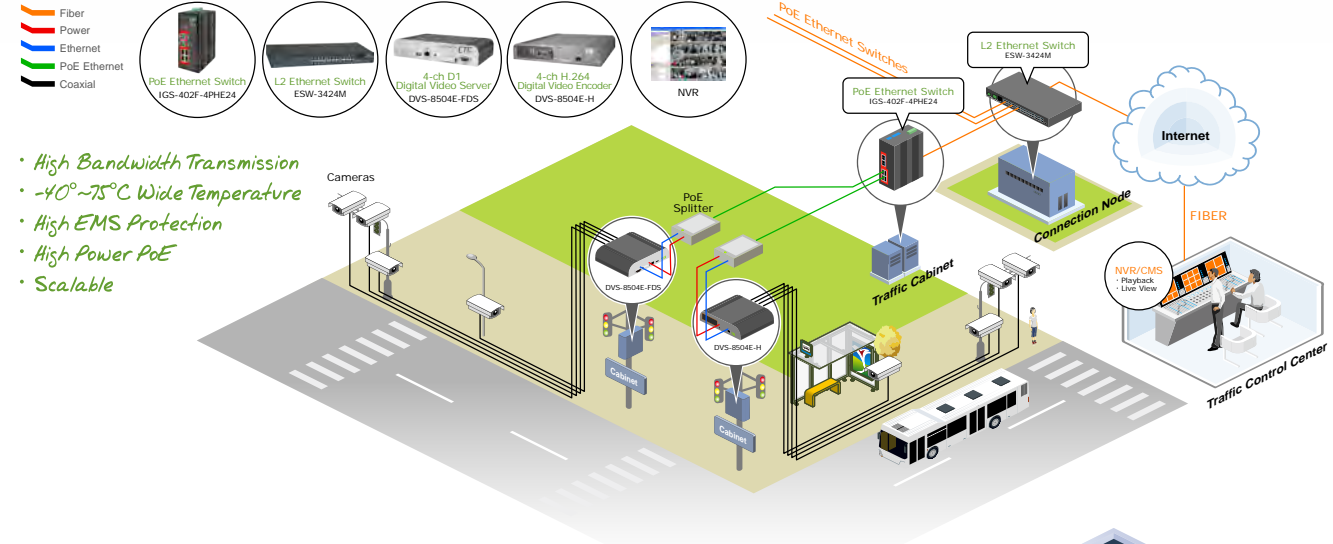 Fiber
Power
Ethernet
PoE Ethernet
Coaxial
PoE Ethernet Switch
IGS-402F-4PHE24
L2 Ethernet Switch
ESW-3424M
4-ch D1
Digital Video Server
DVS-8504E-FDS
4-ch H.264
Digital Video Encoder
DVS-8504E-H
NVR
PoE Ethernet Switches
L2 Ethernet Switch
ESW-3424M
PoE Ethernet Switch
IGS-402F-4PHE24
Internet
• High Bandwidth Transmission
• -40°~75°C Wide Temperature
• High EMS Protection
• High Power PoE
• Scalable
Cameras
PoE
Splitter
Connection Node
FIBER
Traffic Cabinet
NVR/CMS
· Playback
· Live View
DVS-8504E-FDS
DVS-8504E-H
Cabinet
Cabinet
Traffic Control Center